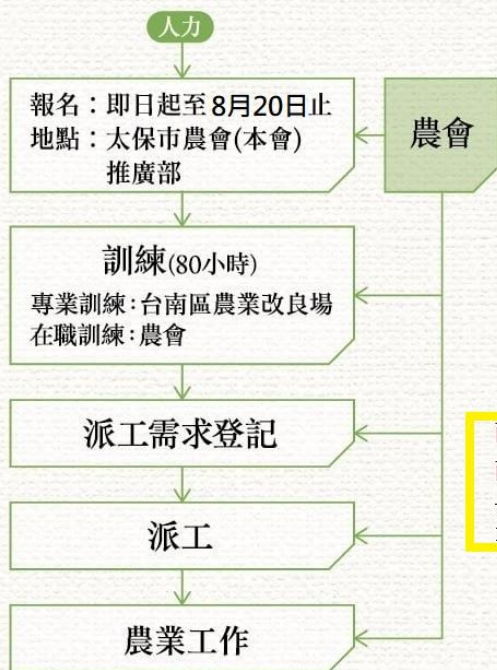 人力
報名：即日起至8月20日止
地點：太保市農會(本會)
推廣部
農會
訓練(80小時)
專業訓練：台南區農業改良場
在職訓練：農會
派工需求登記
派工
農業工作